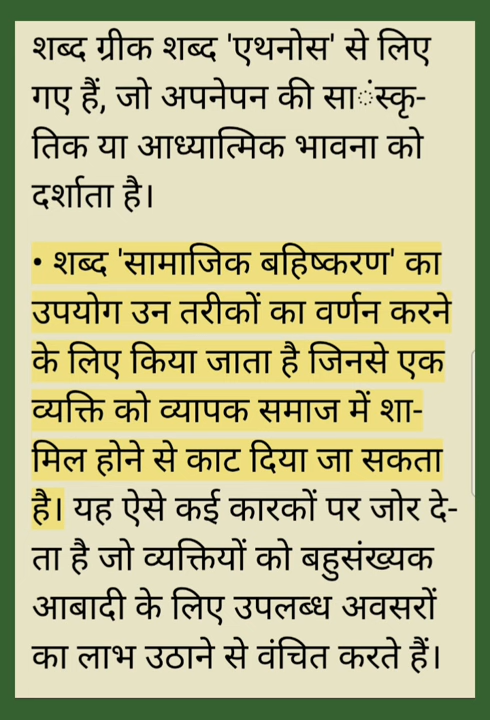 शब्द ग्रीक शब्द 'एथनोस' से लिए
गए हैं, जो अपनेपन की सांस्कृ-
तिक या आध्यात्मिक भावना को
दर्शाता है।
• शब्द 'सामाजिक बहिष्करण' का
उपयोग उन तरीकों का वर्णन करने
के लिए किया जाता है जिनसे एक
व्यक्ति को व्यापक समाज में शा-
मिल होने से काट दिया जा सकता
है। यह ऐसे कई कारकों पर जोर दे-
ता है जो व्यक्तियों को बहुसंख्यक
आबादी के लिए उपलब्ध अवसरों
का लाभ उठाने से वंचित करते हैं।